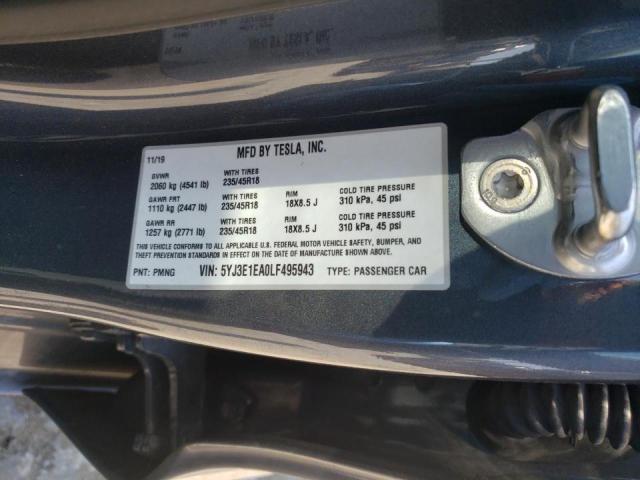 MFD BY TESLA, INC.
11/19
GVWR WITH TIRES
2060 kg (4541 lb) 235/45R18
GAWR FRT WITH TIRES RIM COLD TIRE PRESSURE
1110 kg (2447 lb) 235/45R18 18X8.5 J 310 kPa, 45 psi
GAWR RR WITH TIRES RIM COLD TIRE PRESSURE
1257 kg (2771 lb) 235/45R18 18X8.5 J 310 kPa, 45 psi
THIS VEHICLE CONFORMS TO ALL APPLICABLE U.S. FEDERAL MOTOR VEHICLE SAFETY, BUMPER, AND
THEFT PREVENTION STANDARDS IN EFFECT ON THE DATE OF MANUFACTURE SHOWN ABOVE.
PNT: PMNG VIN: 5YJ3E1EA0LF495943 TYPE: PASSENGER CAR